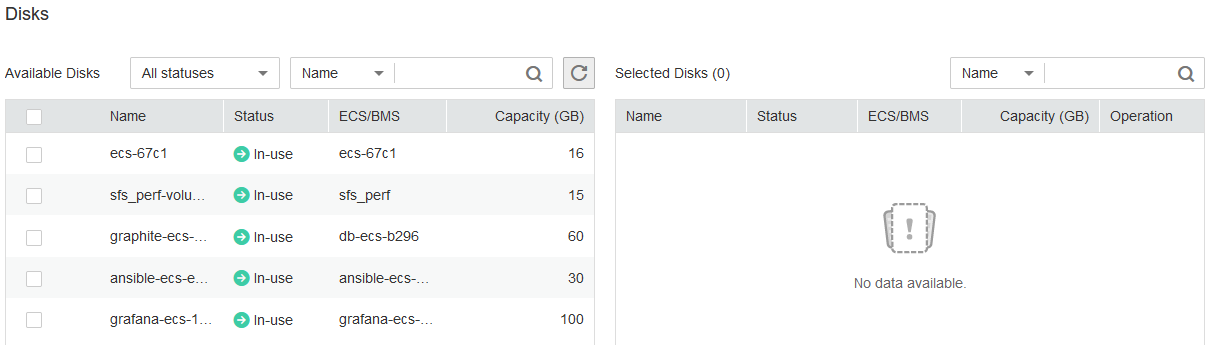 Disks
Available Disks All statuses Name Selected Disks (0) Name
Name Status ECS/BMS Capacity (GB) Name Status ECS/BMS Capacity (GB) Operation
ecs-67c1 In-use ecs-67c1 16
sfs_perf-volu... In-use sfs_perf 15
graphite-ecs-... In-use db-ecs-b296 60
ansible-ecs-e... In-use ansible-ecs-... 30
grafana-ecs-1... In-use grafana-ecs-... 100
No data available.